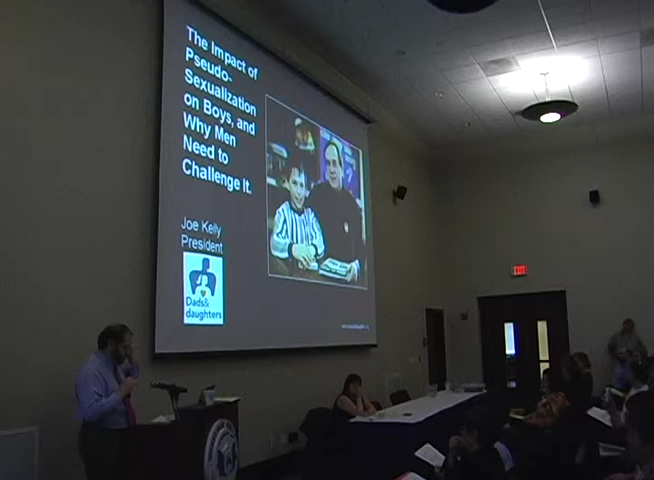 The Impact of
Pseudo-
Sexualization
on Boys, and
Why Men
Need to
Challenge It.
Joe Kelly
President
Dads&
daughters